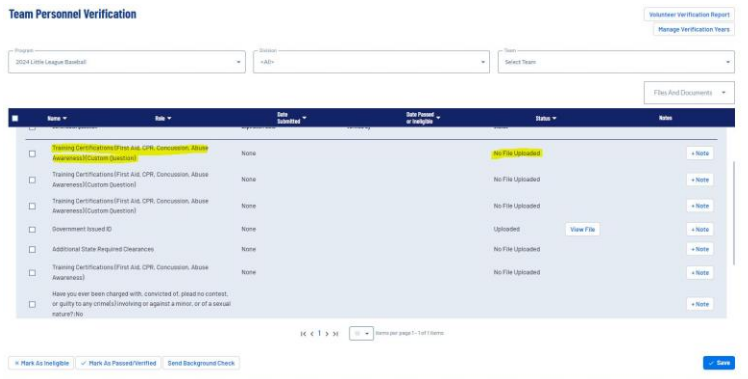 Team Personnel Verification
Volunteer Verification Report
Manage Verification Years
Program
Division
Team
2024 Little League Baseball
<All>
Select Team
Files And Documents
Name
Role
Date
Submitted
Date Passed
or Ineligible
Status
Notes
Training Certifications (First Aid, CPR, Concussion, Abuse
Awareness) (Custom Question)
None
No File Uploaded
+ Note
Training Certifications (First Aid, CPR, Concussion, Abuse
Awareness) (Custom Question)
None
No File Uploaded
+ Note
Training Certifications (First Aid, CPR, Concussion, Abuse
Awareness) (Custom Question)
None
No File Uploaded
+ Note
Government Issued ID
None
Uploaded
View File
+ Note
Additional State Required Clearances
None
No File Uploaded
+ Note
Training Certifications (First Aid, CPR, Concussion, Abuse
Awareness)
None
No File Uploaded
+ Note
Have you ever been charged with, convicted of, plead no contest,
or guilty to any crime(s) involving or against a minor, or of a sexual
nature?: No
+ Note
1
items per page 1 - 1 of 1 items
× Mark As Ineligible
✓ Mark As Passed/Verified
Send Background Check
✓ Save